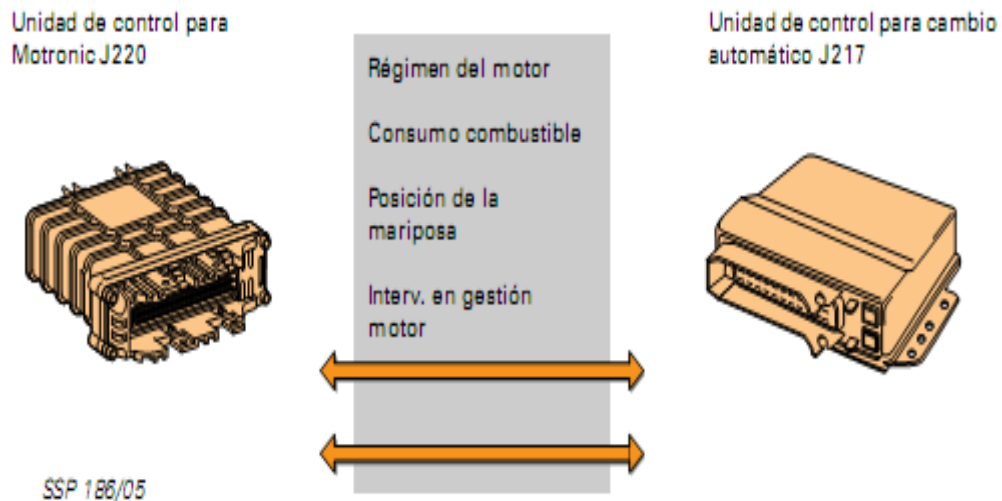 Unidad de control para
Motronic J220
Unidad de control para cambio
automático J217
Régimen del motor
Consumo combustible
Posición de la
mariposa
Interv. en gestión
motor
SSP 186/05